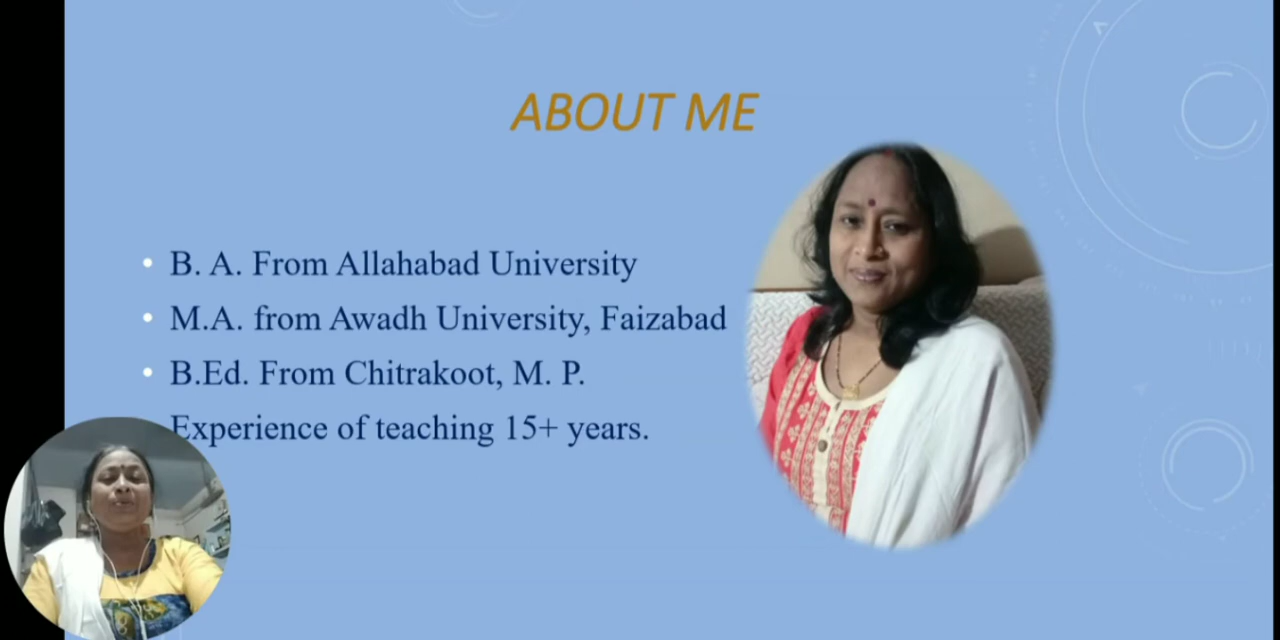 ABOUT ME
• B. A. From Allahabad University
• M.A. from Awadh University, Faizabad
• B.Ed. From Chitrakoot, M. P.
Experience of teaching 15+ years.